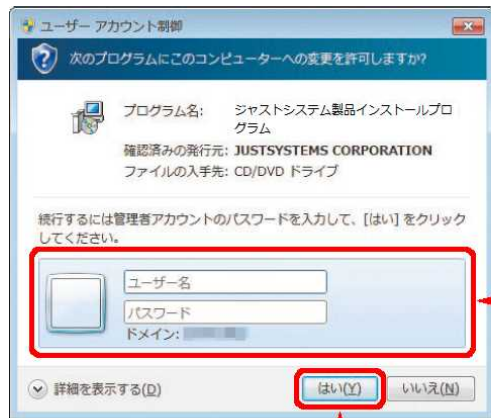 ユーザー アカウント制御
次のプログラムにこのコンピューターへの変更を許可しますか?
プログラム名: ジャストシステム製品インストールプロ
グラム
確認済みの発行元: JUSTSYSTEMS CORPORATION
ファイルの入手先: CD/DVD ドライブ
続行するには管理者アカウントのパスワードを入力して、[はい] をクリック
してください。
ユーザー名
パスワード
ドメイン:
詳細を表示する(D)
はい(Y)
いいえ(N)